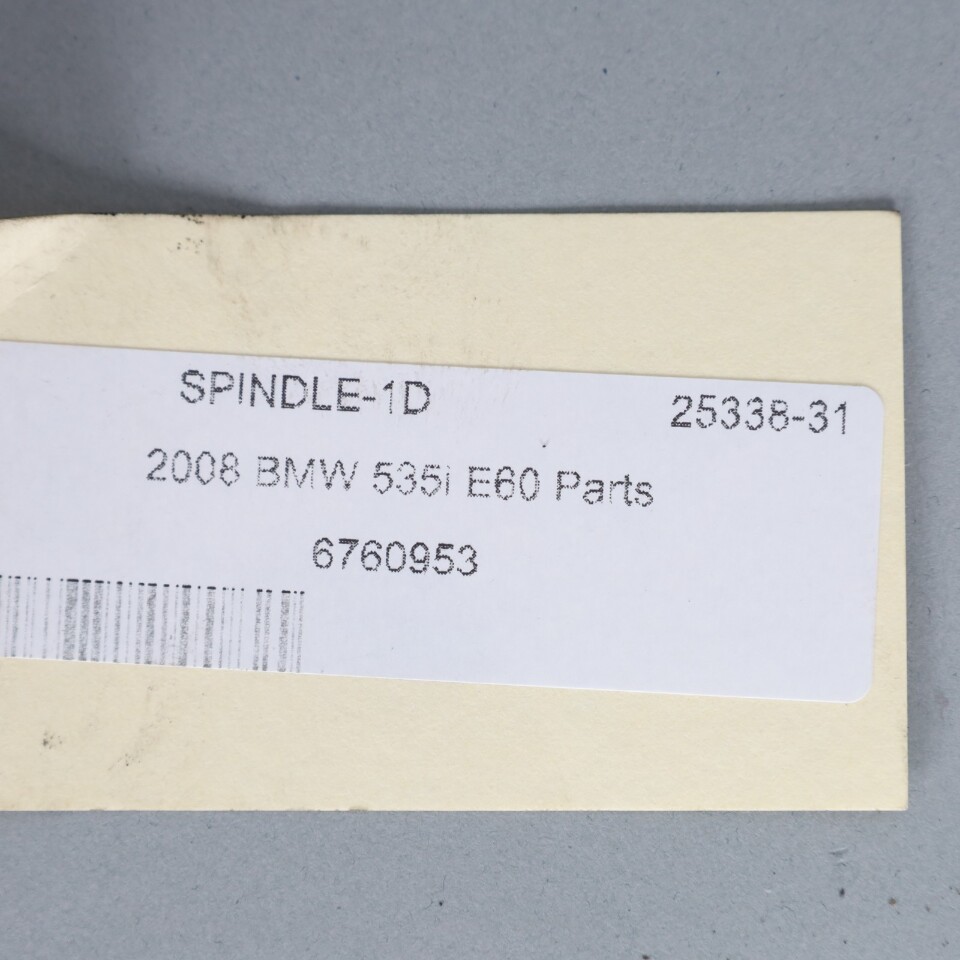 SPINDLE-1D 25338-31
2008 BMW 535i E60 Parts
6760953